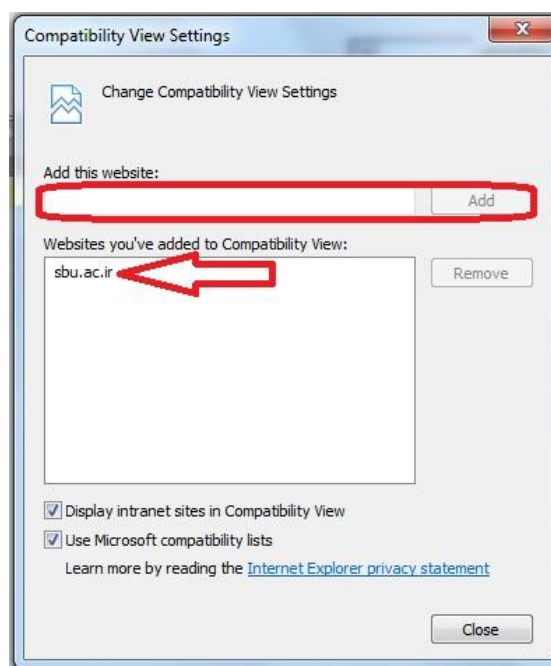 Compatibility View Settings
Change Compatibility View Settings
Add this website:
Add
Websites you've added to Compatibility View:
sbu.ac.ir
Remove
Display intranet sites in Compatibility View
Use Microsoft compatibility lists
Learn more by reading the Internet Explorer privacy statement
Close